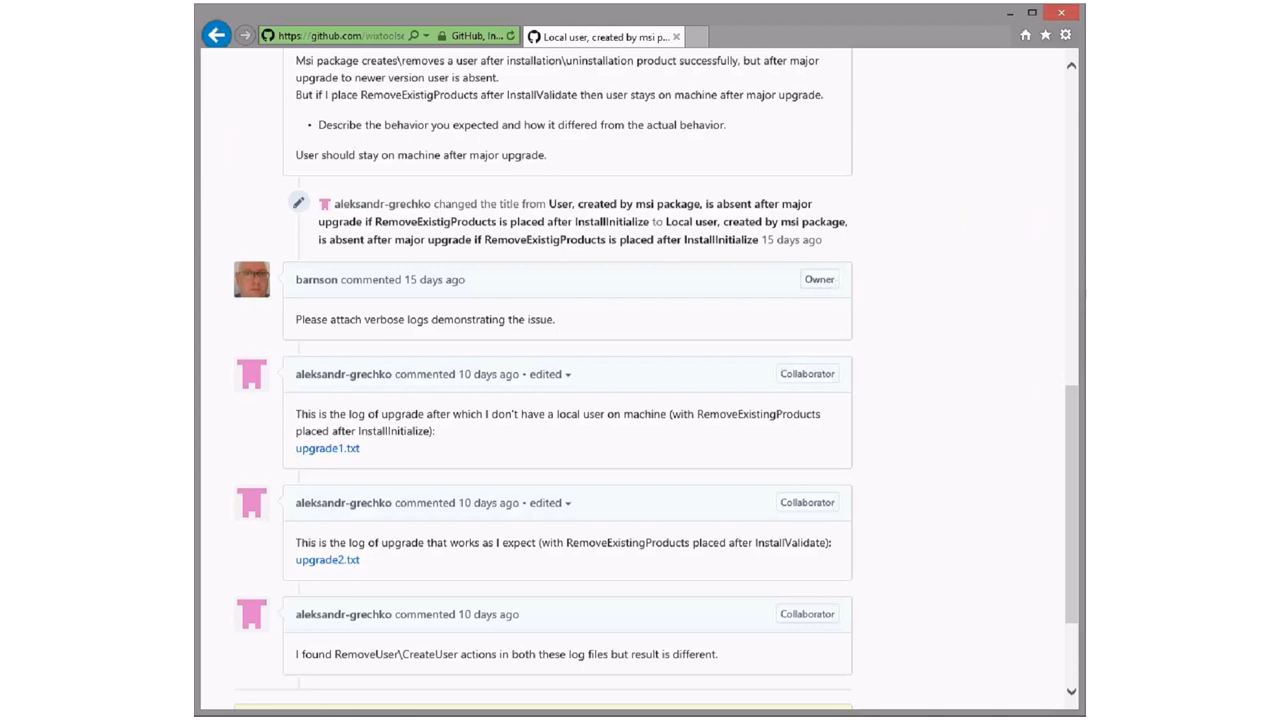 https://github.com/wixtoolse
GitHub, In...
Local user, created by msi p...
Msi package creates\removes a user after installation\uninstallation product successfully, but after major
upgrade to newer version user is absent.
But if I place RemoveExistigProducts after InstallValidate then user stays on machine after major upgrade.
• Describe the behavior you expected and how it differed from the actual behavior.
User should stay on machine after major upgrade.
aleksandr-grechko changed the title from User, created by msi package, is absent after major
upgrade if RemoveExistigProducts is placed after InstallInitialize to Local user, created by msi package,
is absent after major upgrade if RemoveExistigProducts is placed after InstallInitialize 15 days ago
barnson commented 15 days ago Owner
Please attach verbose logs demonstrating the issue.
aleksandr-grechko commented 10 days ago • edited Collaborator
This is the log of upgrade after which I don't have a local user on machine (with RemoveExistingProducts
placed after InstallInitialize):
upgrade1.txt
aleksandr-grechko commented 10 days ago • edited Collaborator
This is the log of upgrade that works as I expect (with RemoveExistingProducts placed after InstallValidate):
upgrade2.txt
aleksandr-grechko commented 10 days ago Collaborator
I found RemoveUser\CreateUser actions in both these log files but result is different.